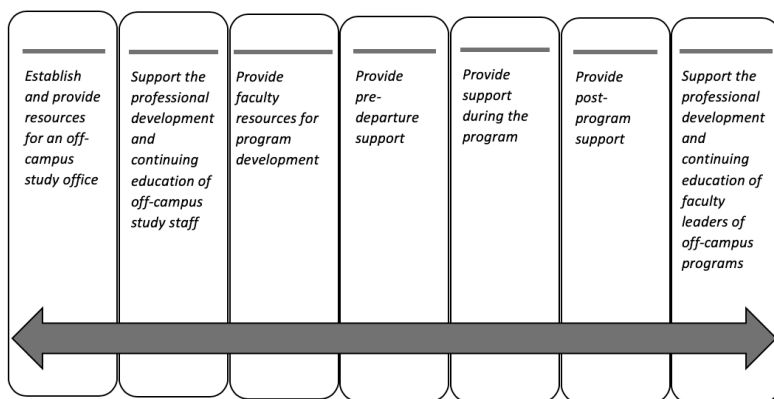 Establish
and provide
resources
for an off-
campus
study office
Support the
professional
development
and
continuing
education of
off-campus
study staff
Provide
faculty
resources for
program
development
Provide
pre-
departure
support
Provide
support
during the
program
Provide
post-
program
support
Support the
professional
development
and
continuing
education of
faculty
leaders of
off-campus
programs